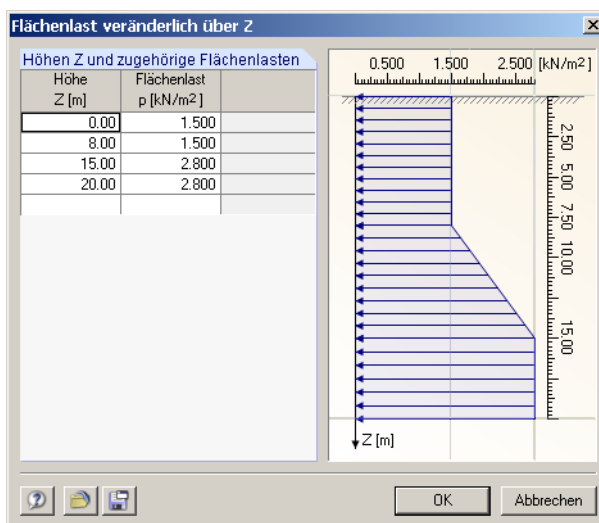 Flächenlast veränderlich über Z
Höhen Z und zugehörige Flächenlasten
Höhe Z [m] Flächenlast p [kN/m2]
0.00 1.500
8.00 1.500
15.00 2.800
20.00 2.800
0.500 1.500 2.500 [kN/m2]
2.50
5.00
7.50
10.00
15.00
Z [m]
OK Abbrechen